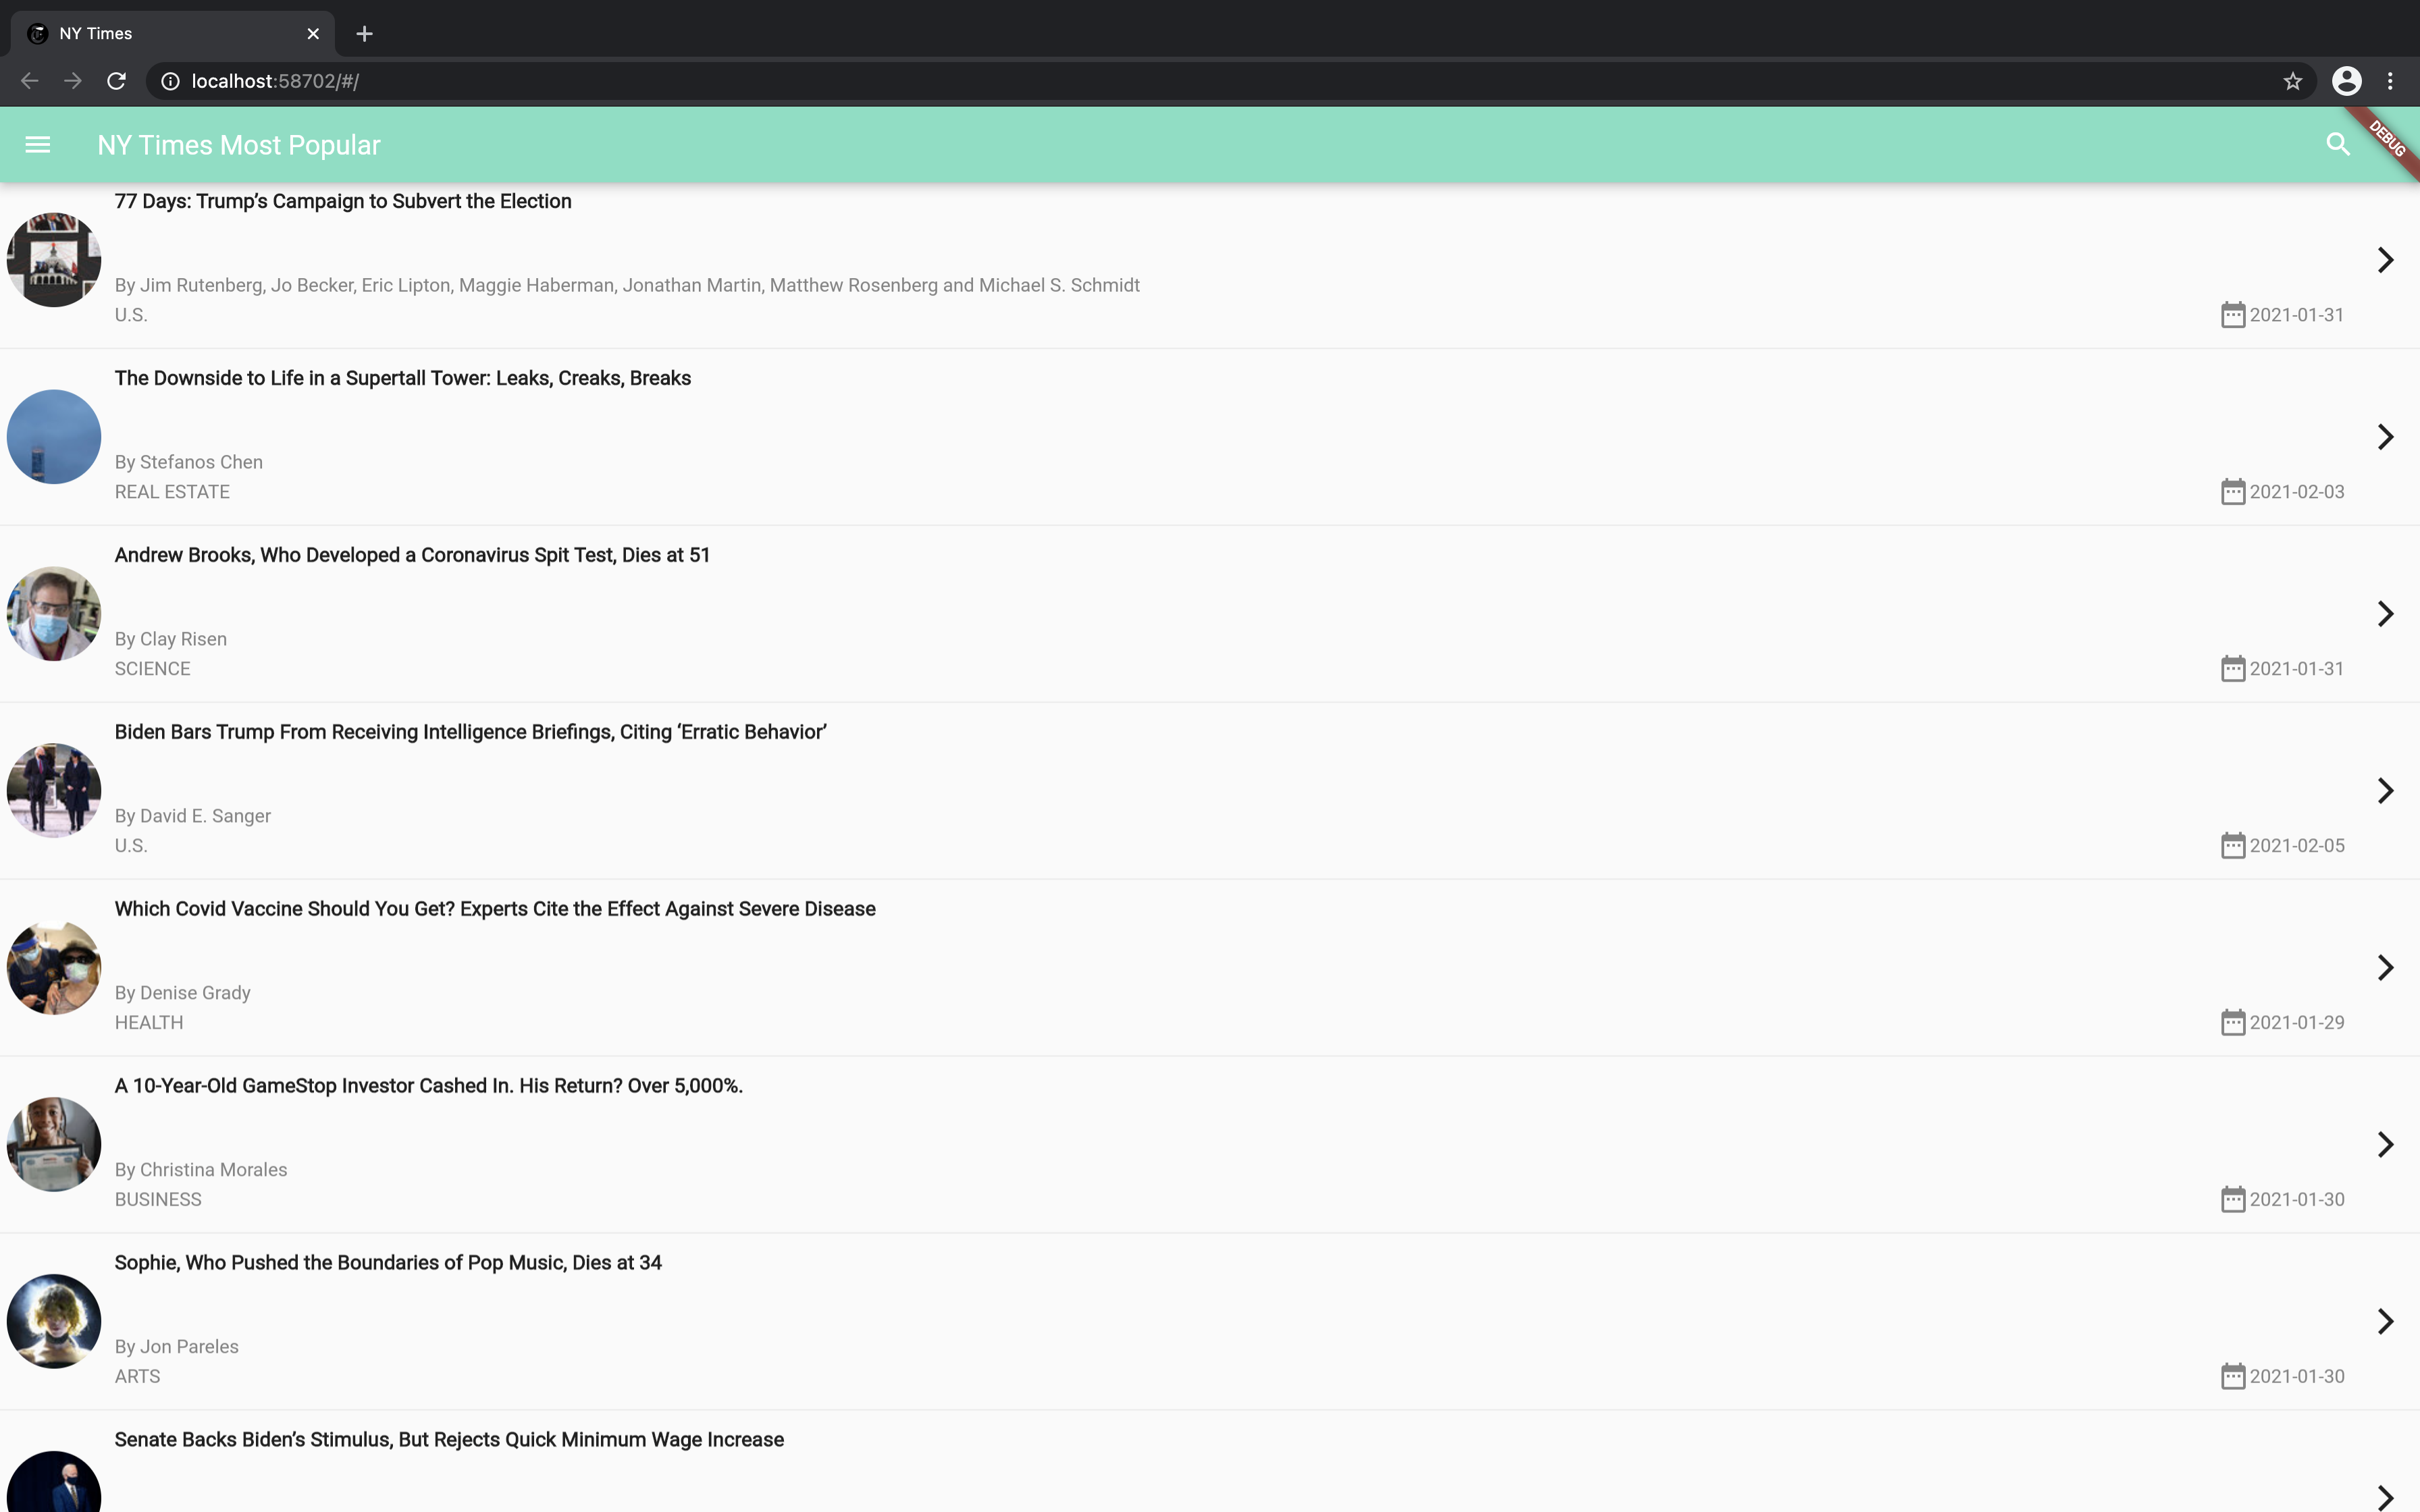 NY Times
localhost:58702/#/
NY Times Most Popular
DEBUG
77 Days: Trump’s Campaign to Subvert the Election
By Jim Rutenberg, Jo Becker, Eric Lipton, Maggie Haberman, Jonathan Martin, Matthew Rosenberg and Michael S. Schmidt
U.S.
2021-01-31
The Downside to Life in a Supertall Tower: Leaks, Creaks, Breaks
By Stefanos Chen
REAL ESTATE
2021-02-03
Andrew Brooks, Who Developed a Coronavirus Spit Test, Dies at 51
By Clay Risen
SCIENCE
2021-01-31
Biden Bars Trump From Receiving Intelligence Briefings, Citing ‘Erratic Behavior’
By David E. Sanger
U.S.
2021-02-05
Which Covid Vaccine Should You Get? Experts Cite the Effect Against Severe Disease
By Denise Grady
HEALTH
2021-01-29
A 10-Year-Old GameStop Investor Cashed In. His Return? Over 5,000%.
By Christina Morales
BUSINESS
2021-01-30
Sophie, Who Pushed the Boundaries of Pop Music, Dies at 34
By Jon Pareles
ARTS
2021-01-30
Senate Backs Biden’s Stimulus, But Rejects Quick Minimum Wage Increase